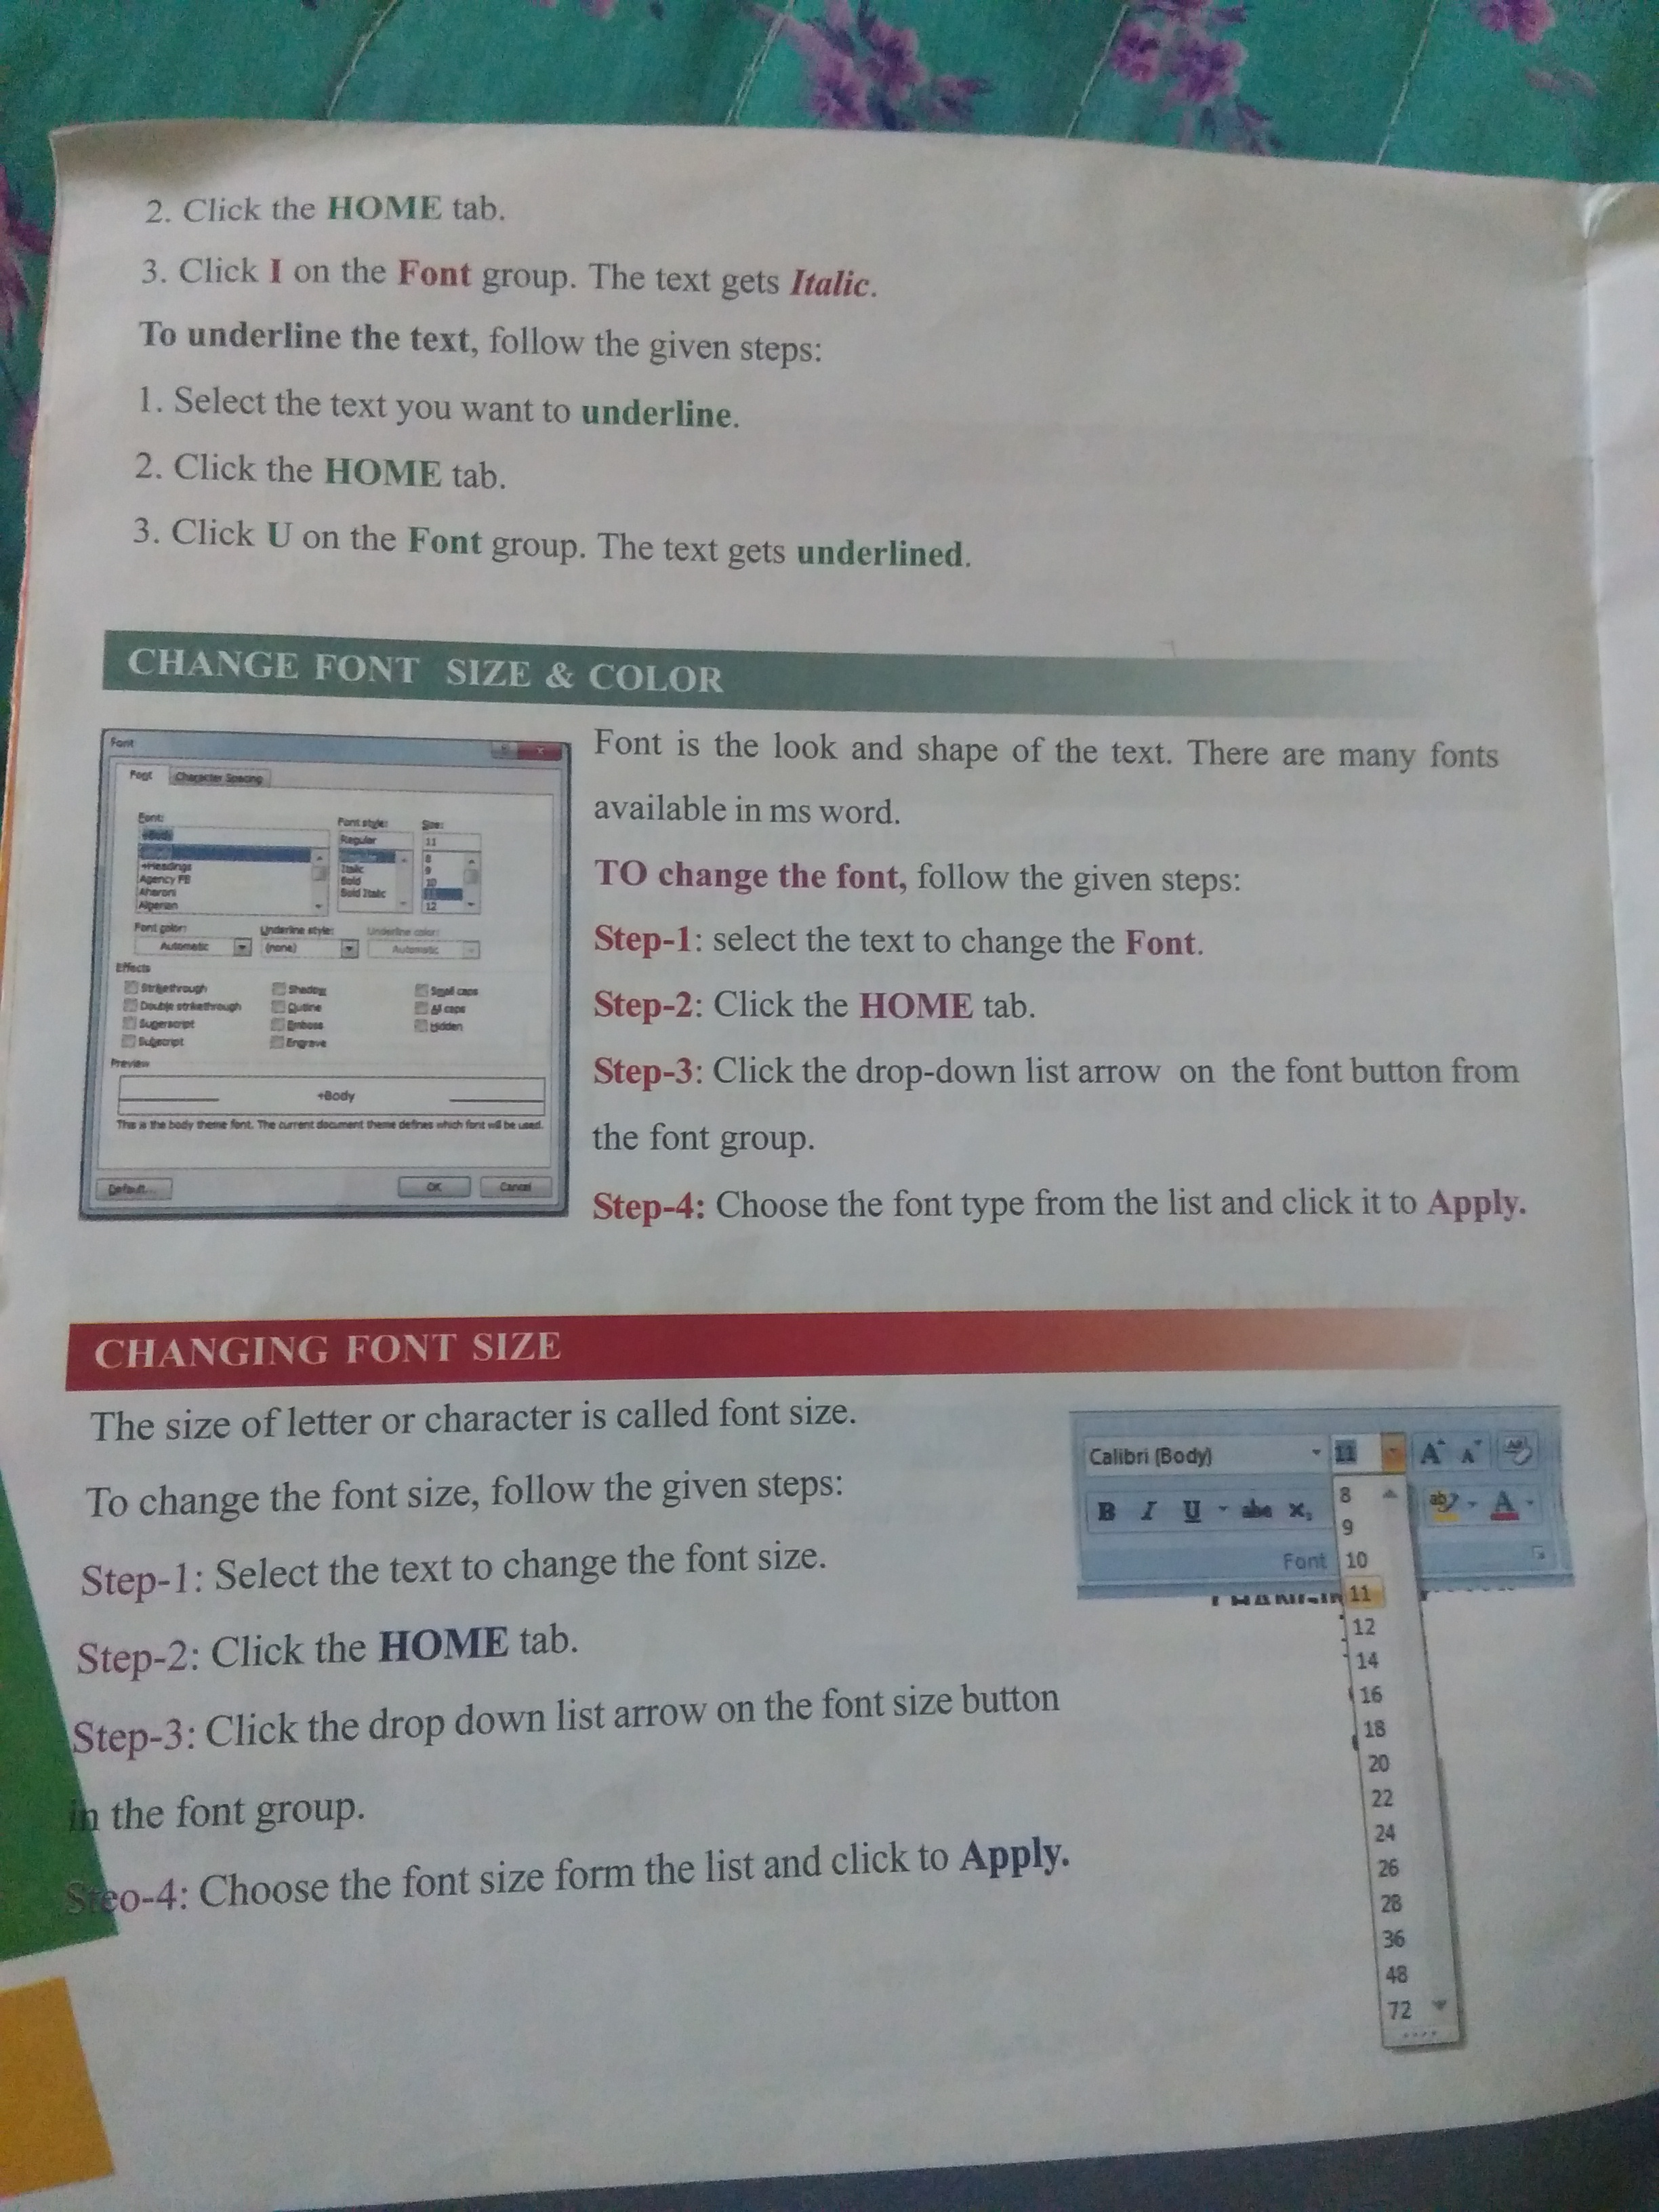 2. Click the HOME tab.
3. Click I on the Font group. The text gets Italic.
To underline the text, follow the given steps:
1. Select the text you want to underline.
2. Click the HOME tab.
3. Click U on the Font group. The text gets underlined.
CHANGE FONT SIZE & COLOR
Font
Font Character Spacing
Font: Font style: Size:
+Body Regular 11
+Headings
Agency FB
Aharoni
Algerian
Italic
Bold
Bold Italic
8
9
10
11
12
Font color: Underline style: Underline color:
Automatic (none) Automatic
Effects
Strikethrough Shadow Small caps
Double strikethrough Outline All caps
Superscript Emboss Hidden
Subscript Engrave
Preview
+Body
This is the body theme font. The current document theme defines which font will be used.
Default... OK Cancel
Font is the look and shape of the text. There are many fonts
available in ms word.
TO change the font, follow the given steps:
Step-1: select the text to change the Font.
Step-2: Click the HOME tab.
Step-3: Click the drop-down list arrow on the font button from
the font group.
Step-4: Choose the font type from the list and click it to Apply.
CHANGING FONT SIZE
The size of letter or character is called font size.
To change the font size, follow the given steps:
Step-1: Select the text to change the font size.
Step-2: Click the HOME tab.
Step-3: Click the drop down list arrow on the font size button
in the font group.
Steo-4: Choose the font size form the list and click to Apply.
Calibri (Body) 11 A A
B I U abc x, ab A
Font
8
9
10
11
12
14
16
18
20
22
24
26
28
36
48
72